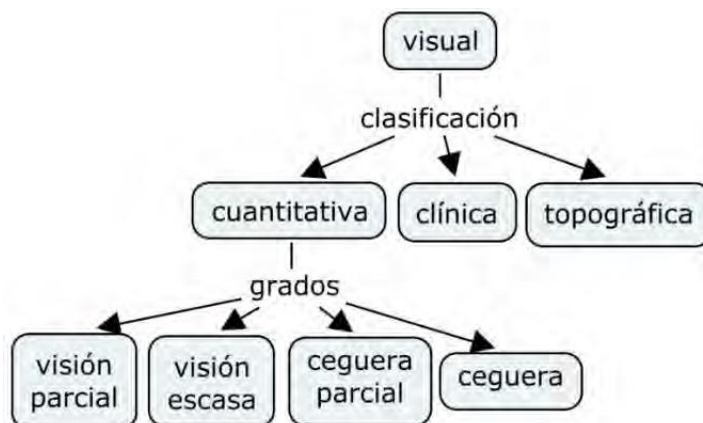 visual
clasificación
cuantitativa
clínica
topográfica
grados
visión
parcial
visión
escasa
ceguera
parcial
ceguera